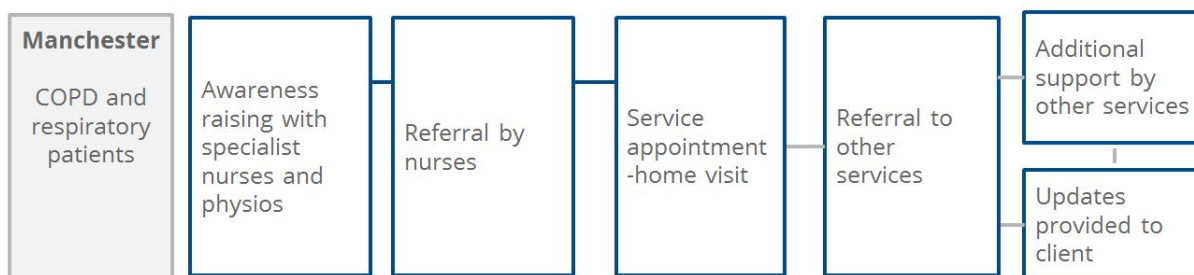 Manchester
COPD and
respiratory
patients
Awareness
raising with
specialist
nurses and
physios
Referral by
nurses
Service
appointment
-home visit
Referral to
other
services
Additional
support by
other services
Updates
provided to
client